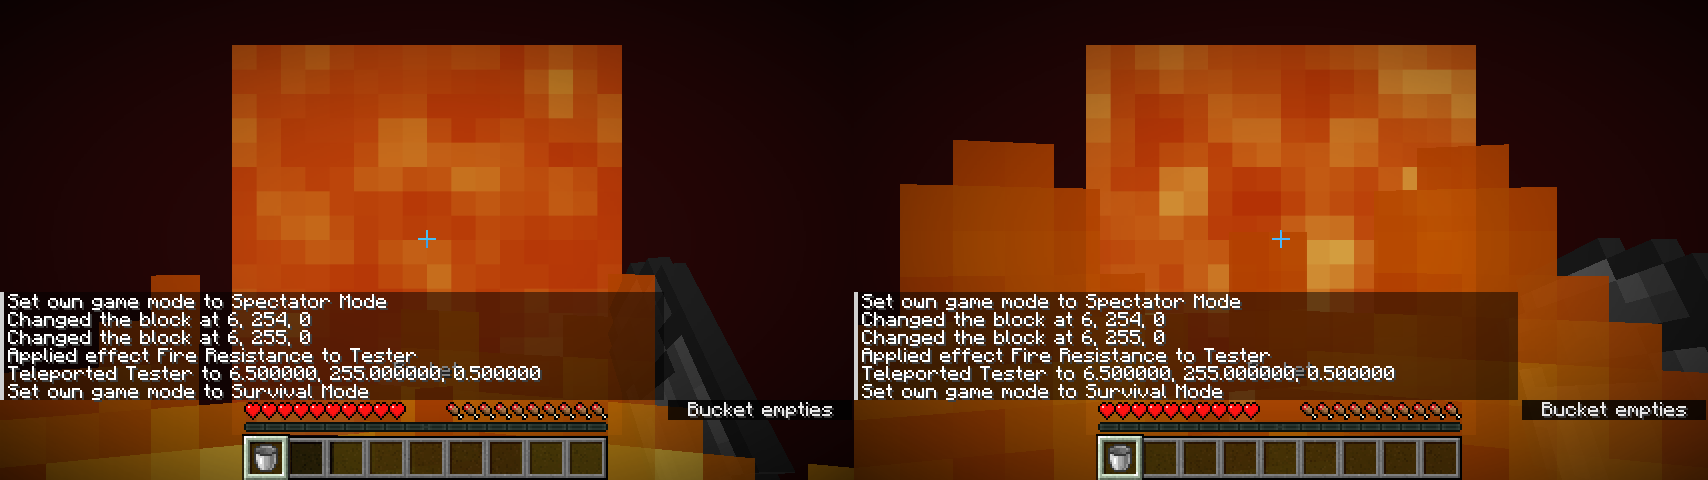 Set own game mode to Spectator Mode
Changed the block at 6, 254, 0
Changed the block at 6, 255, 0
Applied effect Fire Resistance to Tester
Teleported Tester to 6.500000, 255.000000, 0.500000
Set own game mode to Survival Mode
Bucket empties
Set own game mode to Spectator Mode
Changed the block at 6, 254, 0
Changed the block at 6, 255, 0
Applied effect Fire Resistance to Tester
Teleported Tester to 6.500000, 255.000000, 0.500000
Set own game mode to Survival Mode
Bucket empties